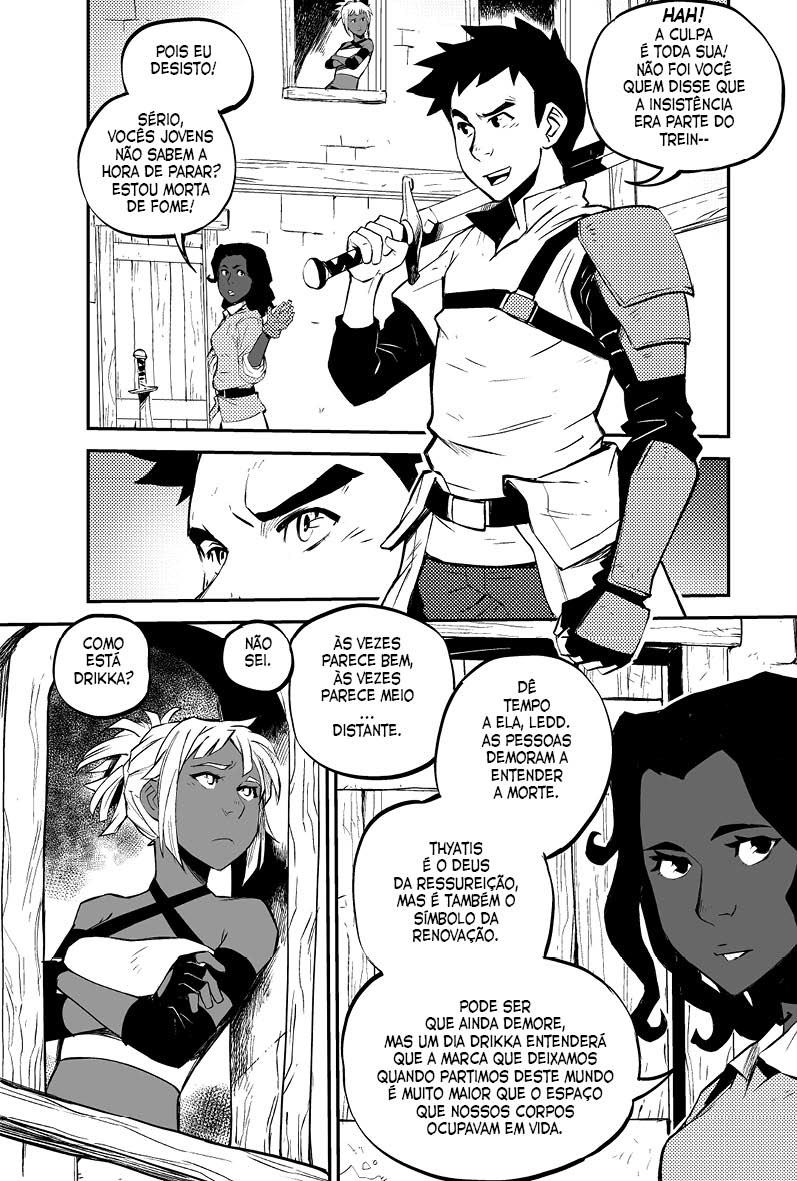 POIS EU
DESISTO!
SÉRIO,
VOCÊS JOVENS
NÃO SABEM A
HORA DE PARAR?
ESTOU MORTA
DE FOME!
HAH!
A CULPA
É TODA SUA!
NÃO FOI VOCÊ
QUEM DISSE QUE
A INSISTÊNCIA
ERA PARTE DO
TREIN--
COMO
ESTÁ
DRIKKA?
NÃO
SEI.
ÀS VEZES
PARECE BEM,
ÀS VEZES
PARECE MEIO
...
DISTANTE.
DÊ
TEMPO
A ELA, LEDD.
AS PESSOAS
DEMORAM A
ENTENDER
A MORTE.
THYATIS
É O DEUS
DA RESSUREIÇÃO,
MAS É TAMBÉM O
SÍMBOLO DA
RENOVAÇÃO.
PODE SER
QUE AINDA DEMORE,
MAS UM DIA DRIKKA ENTENDERÁ
QUE A MARCA QUE DEIXAMOS
QUANDO PARTIMOS DESTE MUNDO
É MUITO MAIOR QUE O ESPAÇO
QUE NOSSOS CORPOS
OCUPAVAM EM VIDA.